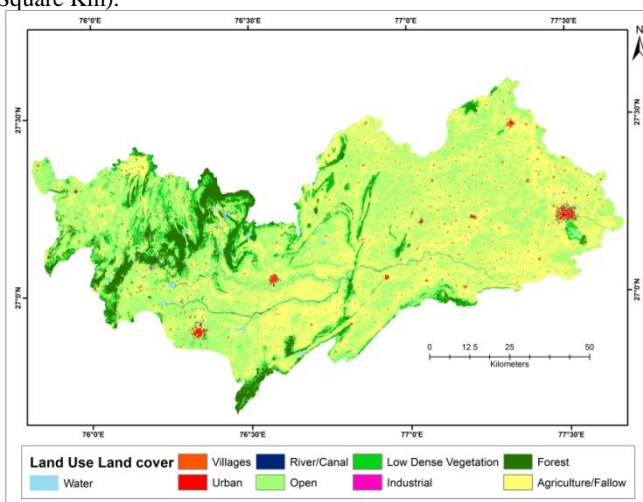 Square Km).
76°0'E 76°30'E 77°0'E 77°30'E
N
27°30'N 27°30'N
27°0'N 27°0'N
0 12.5 25 50
Kilometers
76°0'E 76°30'E 77°0'E 77°30'E
Land Use Land cover Villages River/Canal Low Dense Vegetation Forest
Water Urban Open Industrial Agriculture/Fallow